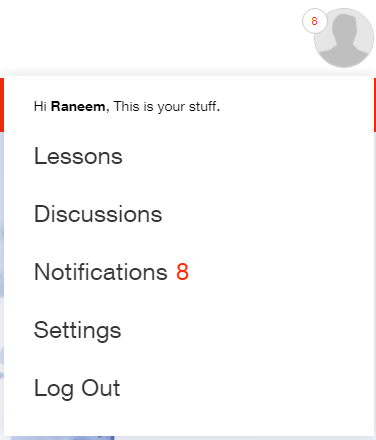 8
Hi Raneem, This is your stuff.
Lessons
Discussions
Notifications 8
Settings
Log Out